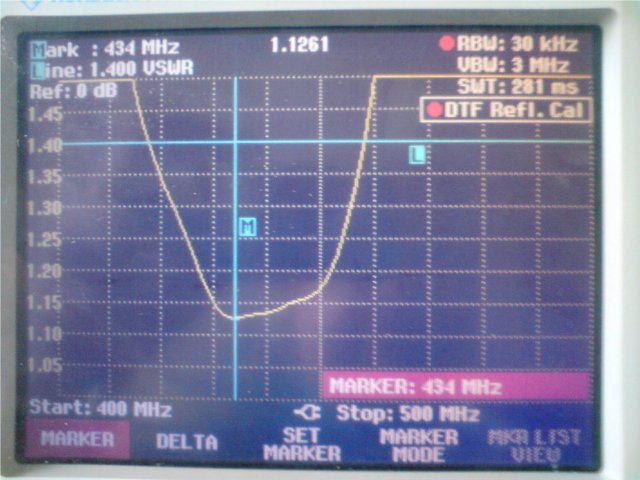 Mark : 434 MHz
1.1261
RBW: 30 kHz
Line: 1.400 VSWR
VBW: 3 MHz
Ref: 0 dB
SWT: 281 ms
DTF Refl. Cal
1.45
1.40
L
1.35
1.30
M
1.25
1.20
1.15
1.10
1.05
MARKER: 434 MHz
Start: 400 MHz
Stop: 500 MHz
MARKER
DELTA
SET
MARKER
MARKER
MODE
MKR LIST
VIEW